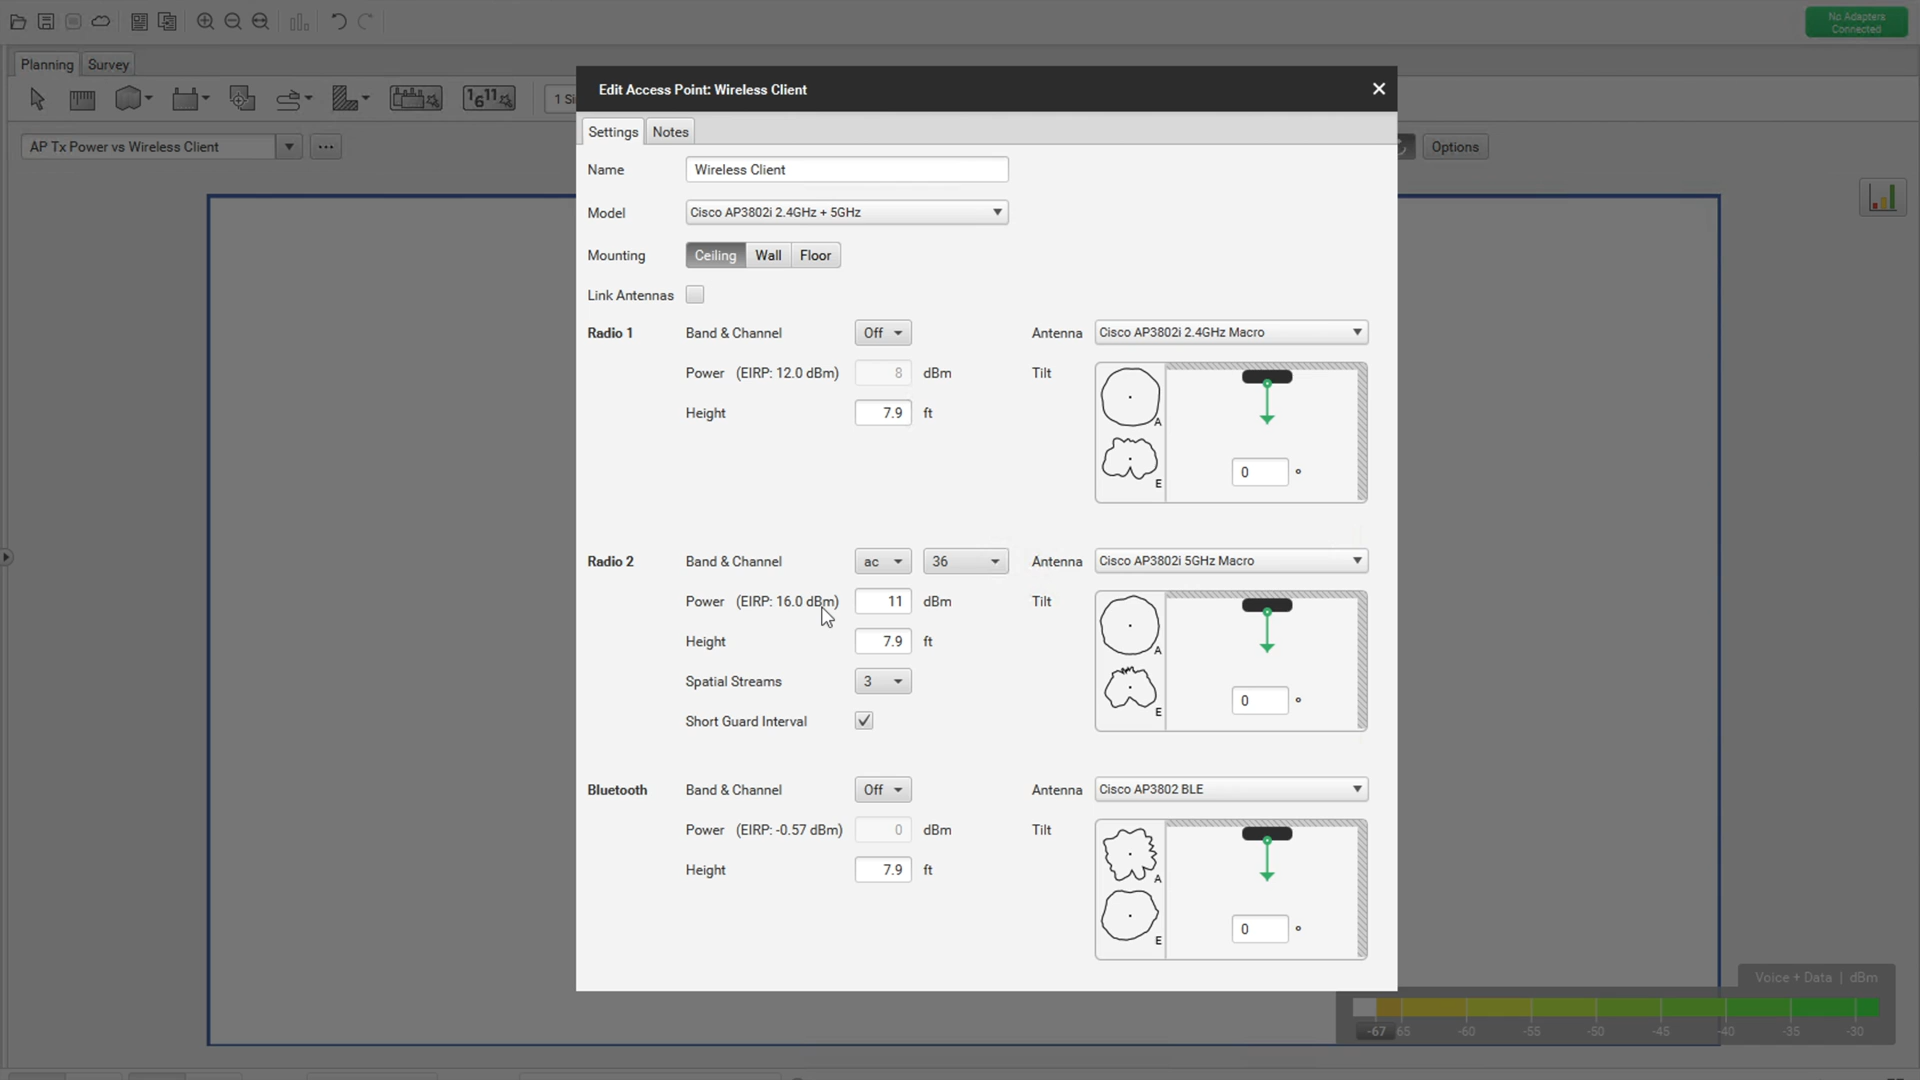 No Adapters
Connected
Planning
Survey
1611
1 Si
Edit Access Point: Wireless Client
AP Tx Power vs Wireless Client
...
Options
Settings
Notes
Name
Wireless Client
Model
Cisco AP3802i 2.4GHz + 5GHz
Mounting
Ceiling
Wall
Floor
Link Antennas
Radio 1
Band & Channel
Off
Antenna
Cisco AP3802i 2.4GHz Macro
Power (EIRP: 12.0 dBm)
8
dBm
Tilt
A
Height
7.9
ft
E
0 °
Radio 2
Band & Channel
ac
36
Antenna
Cisco AP3802i 5GHz Macro
Power (EIRP: 16.0 dBm)
11
dBm
Tilt
A
Height
7.9
ft
Spatial Streams
3
E
0 °
Short Guard Interval
Bluetooth
Band & Channel
Off
Antenna
Cisco AP3802 BLE
Power (EIRP: -0.57 dBm)
0
dBm
Tilt
A
Height
7.9
ft
E
0 °
Voice + Data | dBm
-67 65 -60 -55 -50 -45 -40 -35 -30